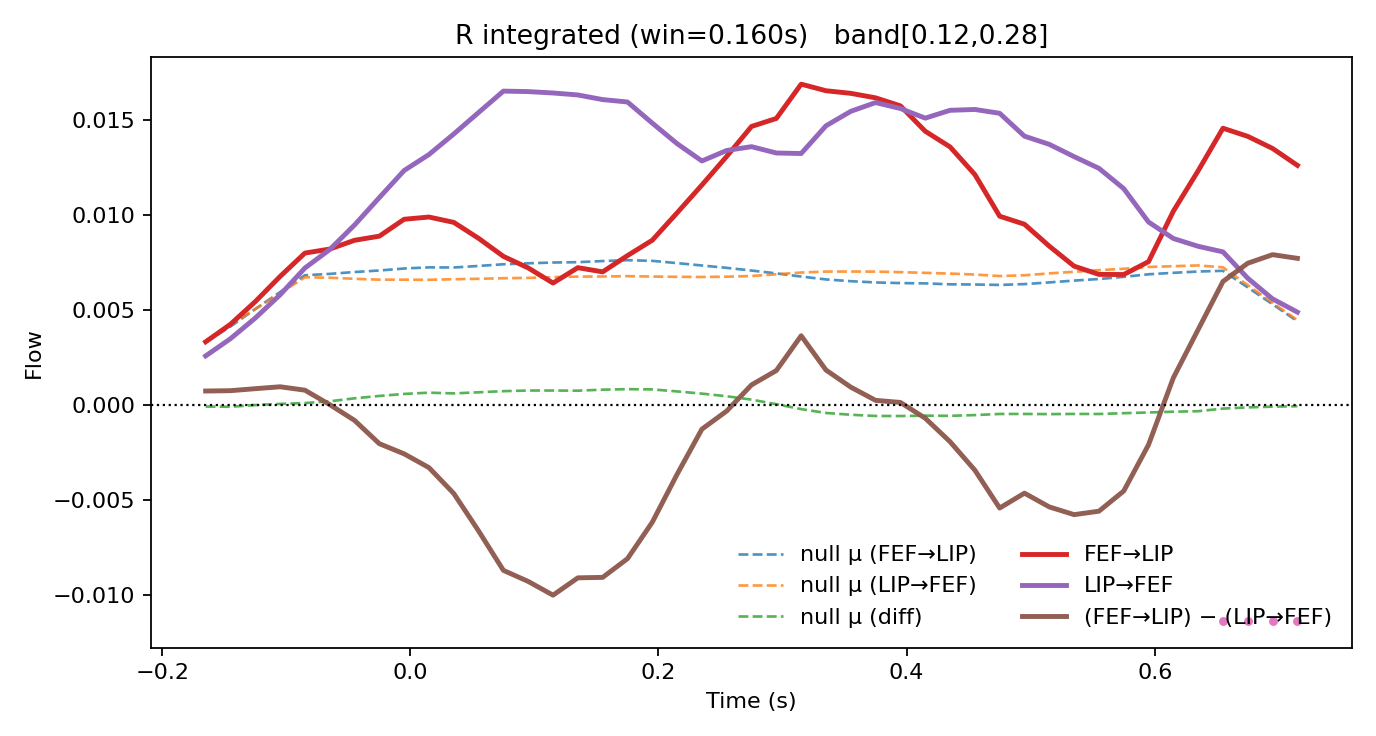 R integrated (win=0.160s)   band[0.12,0.28]
Flow
0.015
0.010
0.005
0.000
−0.005
−0.010
null μ (FEF→LIP)
null μ (LIP→FEF)
null μ (diff)
FEF→LIP
LIP→FEF
(FEF→LIP) − (LIP→FEF)
−0.2 0.0 0.2 0.4 0.6
Time (s)